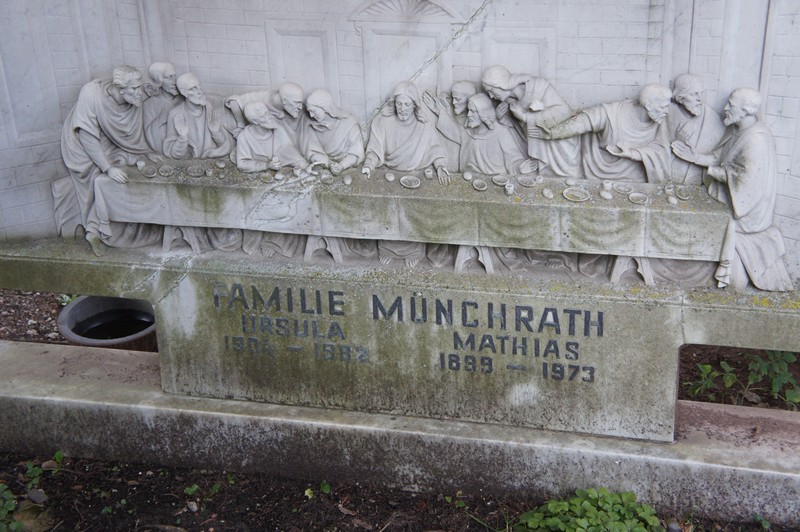 FAMILIE MÜNCHRATH
URSULA MATHIAS
1899 – 1973